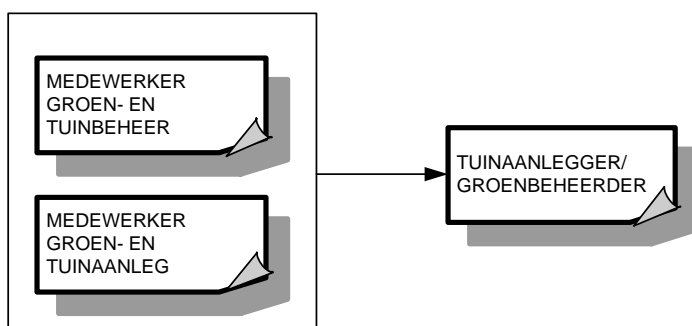 MEDEWERKER
GROEN- EN
TUINBEHEER
MEDEWERKER
GROEN- EN
TUINAANLEG
TUINAANLEGGER/
GROENBEHEERDER